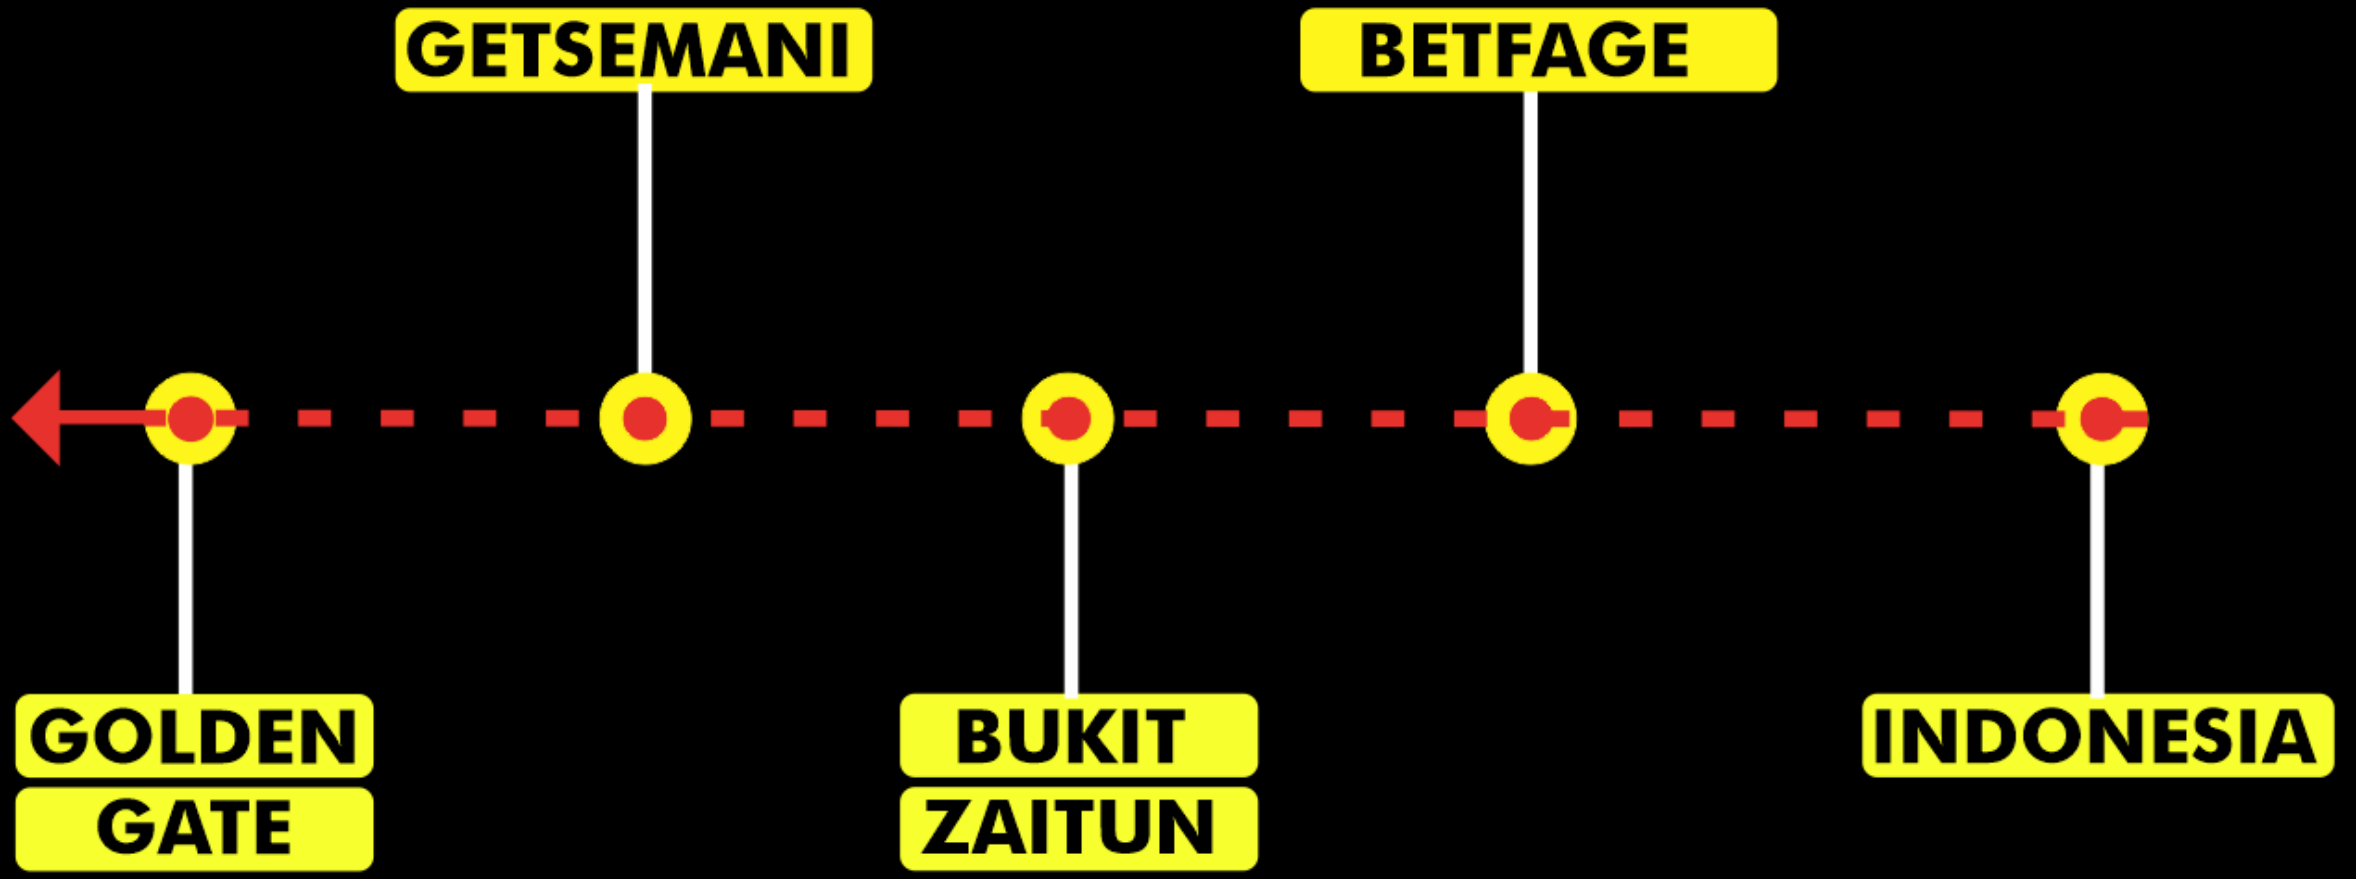 GETSEMANI
BETFAGE
GOLDEN
GATE
BUKIT
ZAITUN
INDONESIA